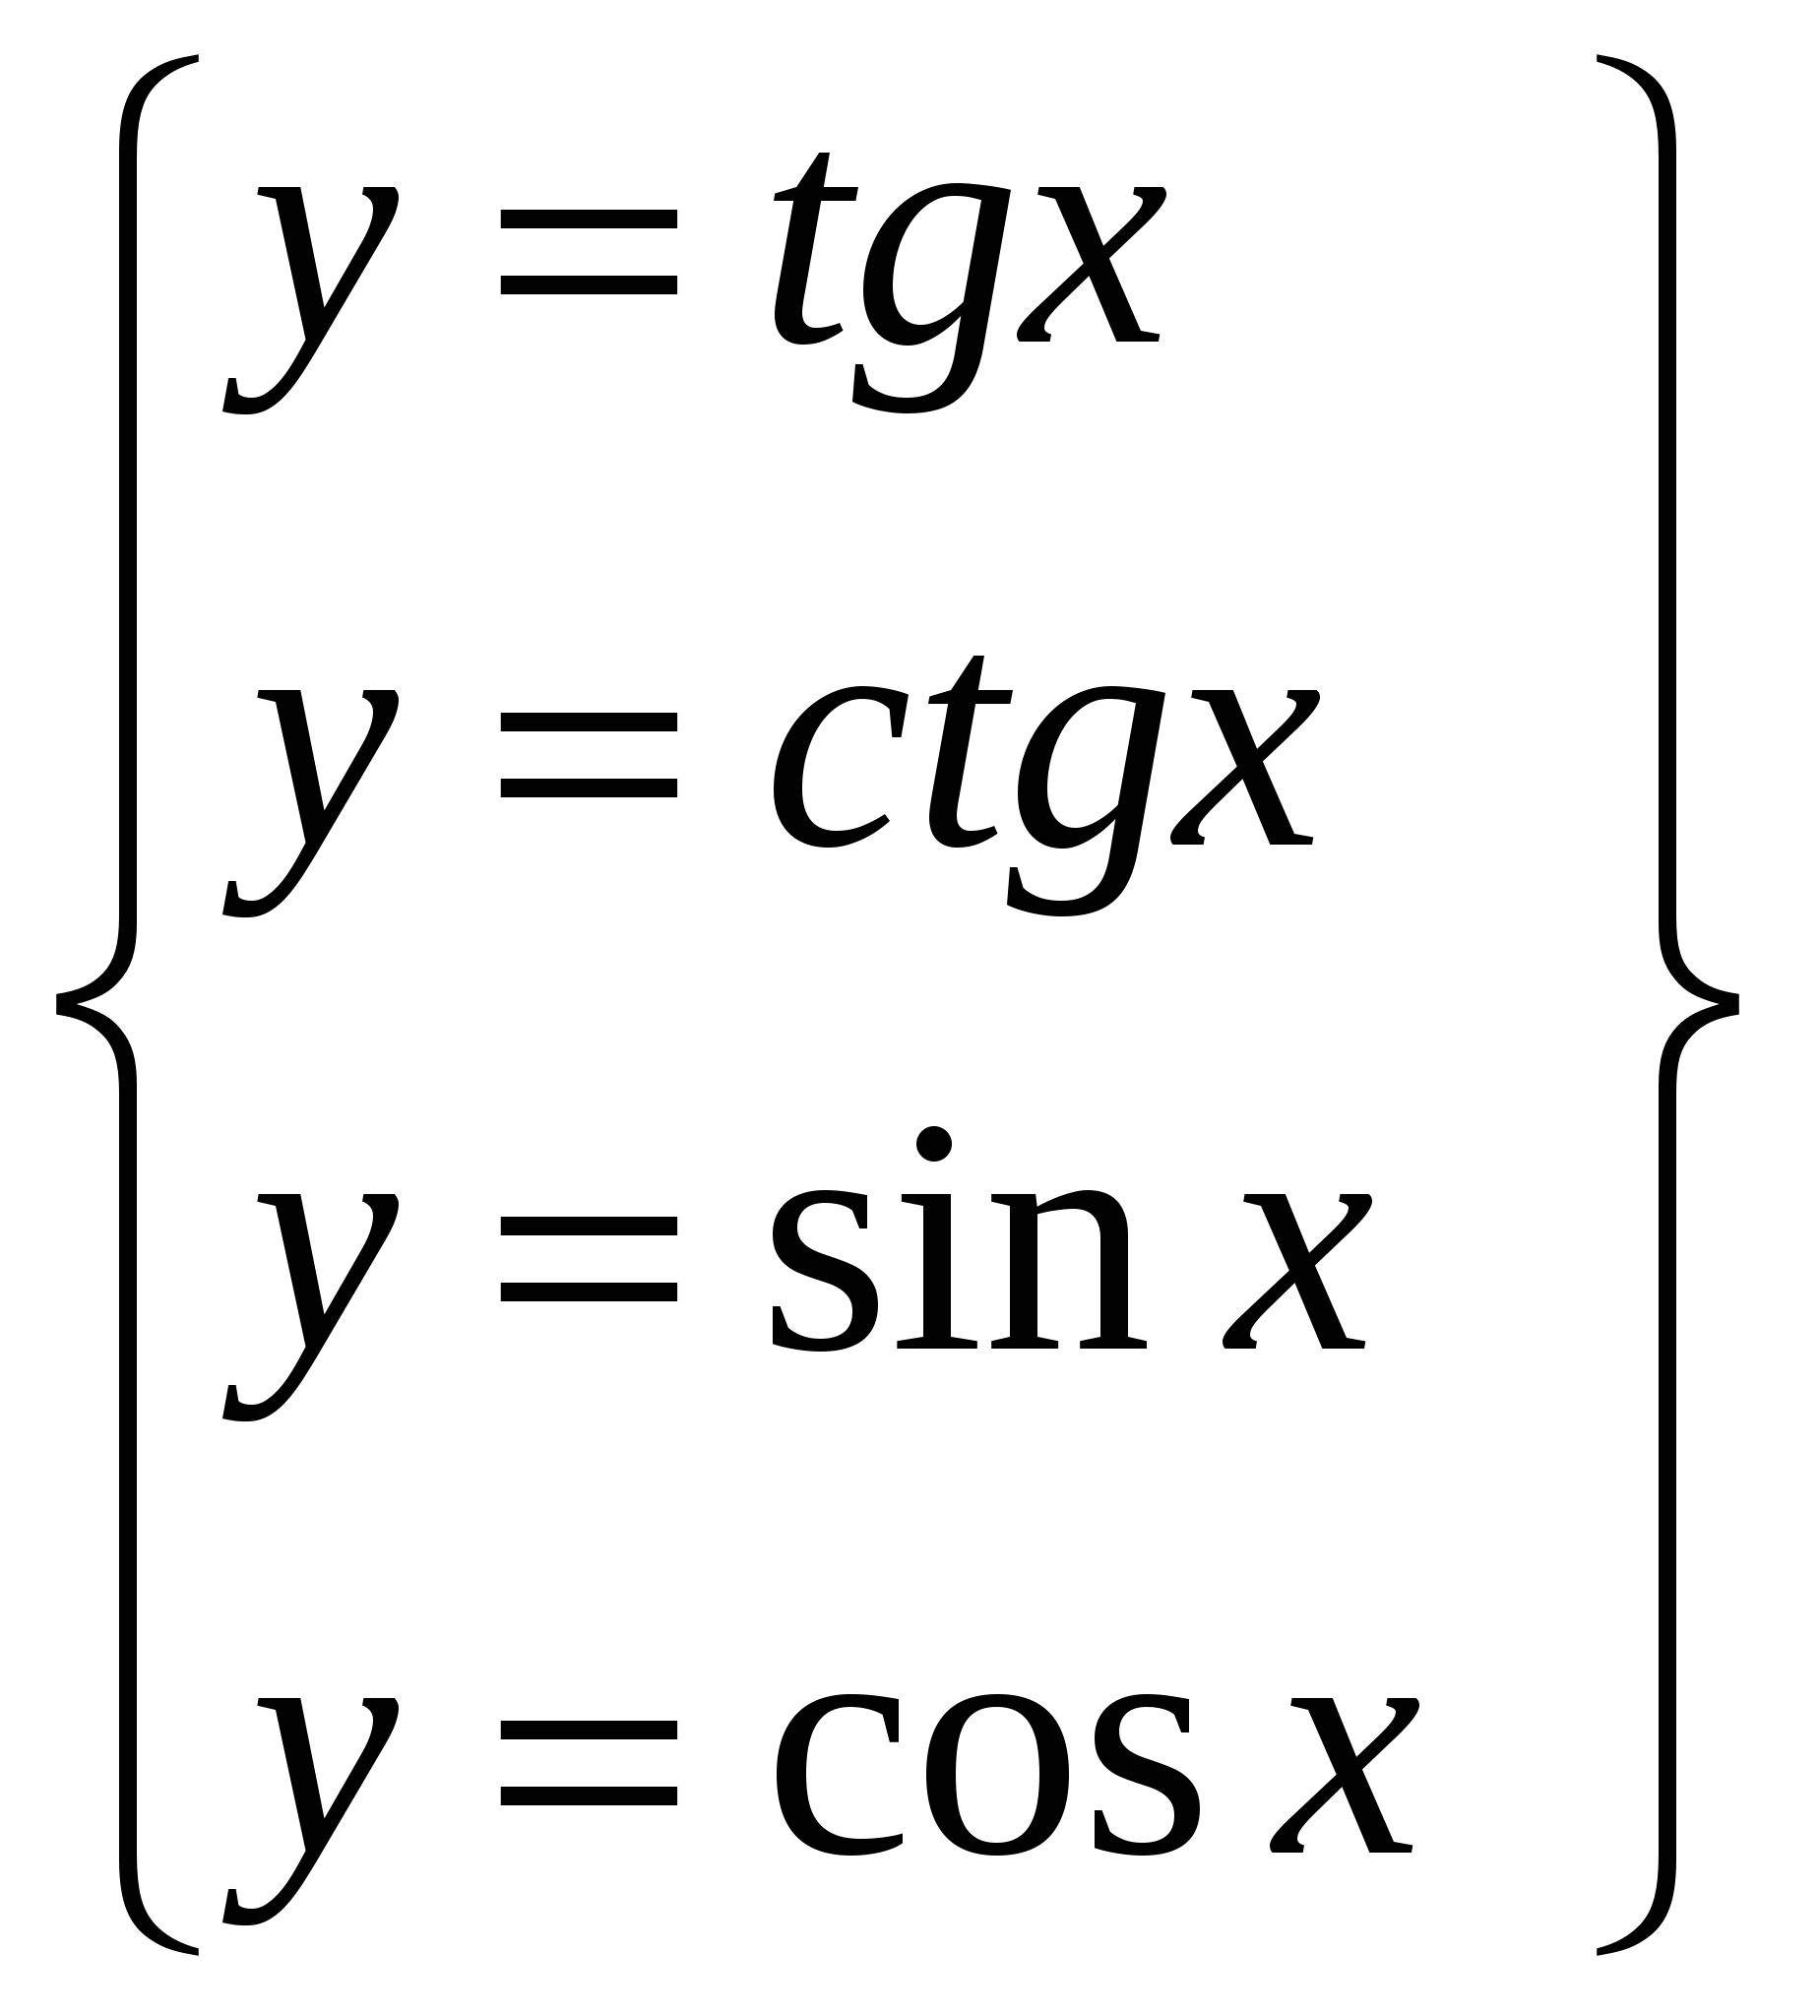 y = tgx
y = ctgx
y = sin x
y = cos x